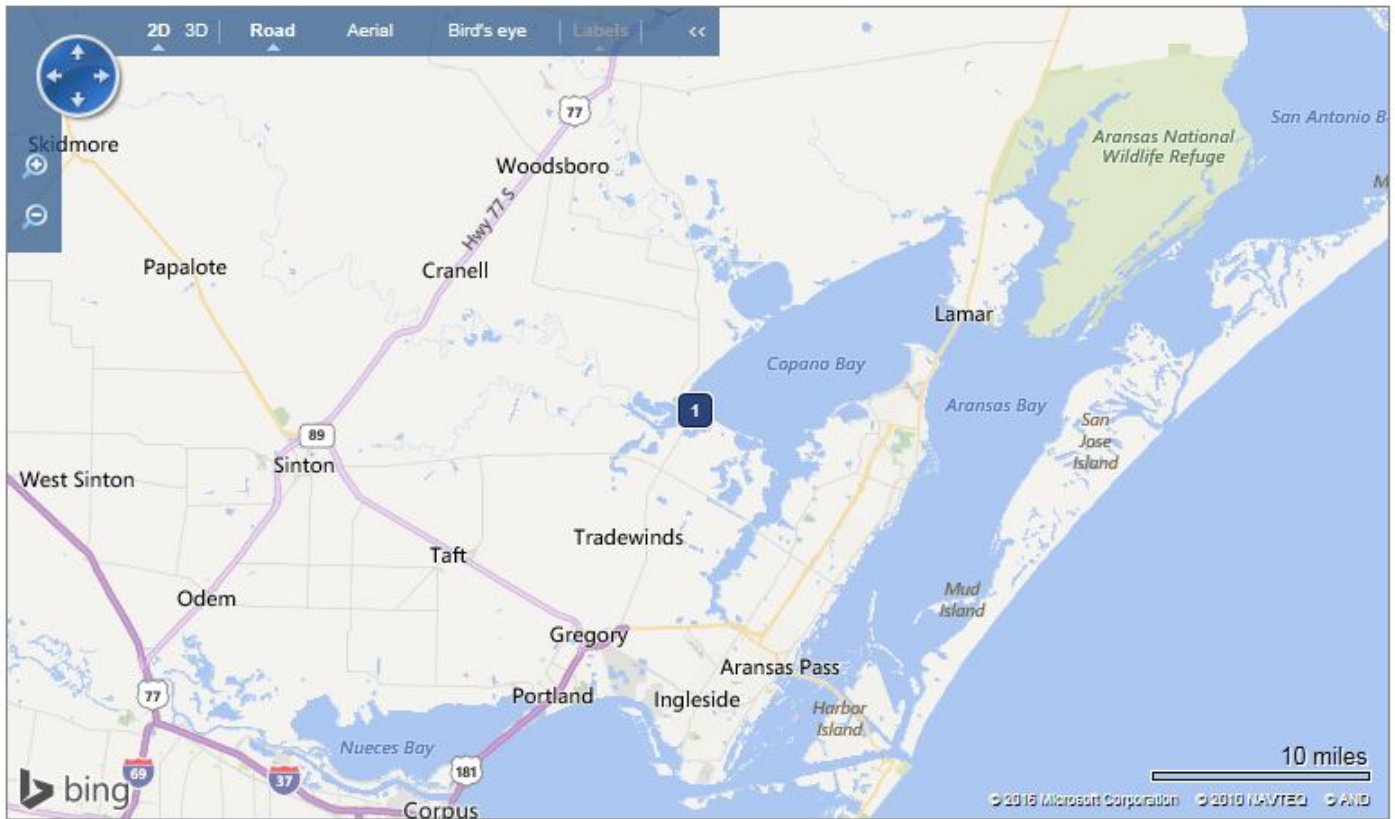 2D 3D Road Aerial Bird's eye Labels <<
77
San Antonio B
Skidmore
Aransas National
Wildlife Refuge
Woodsboro
M
Hwy 77 S
Papalote
Cranell
Lamar
Copano Bay
1
Aransas Bay
San
Jose
Island
89
Sinton
West Sinton
Tradewinds
Taft
Mud
Island
Odem
Gregory
Aransas Pass
77
Portland
Ingleside
Harbor
Island
Nueces Bay
10 miles
69
37
181
bing
Corpus
© 2016 Microsoft Corporation © 2010 NAVTEQ © AND